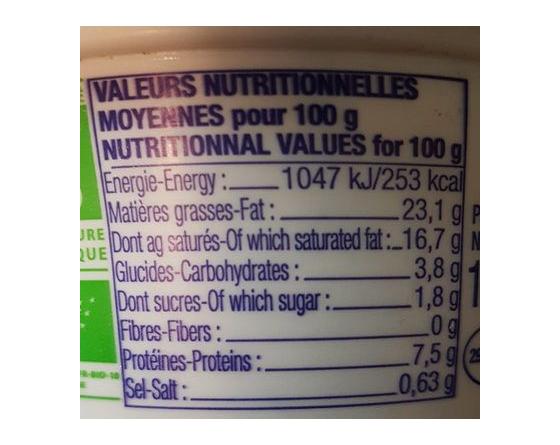 VALEURS NUTRITIONNELLES
MOYENNES pour 100 g
NUTRITIONNAL VALUES for 100 g
Energie-Energy : 1047 kJ/253 kcal
Matières grasses-Fat : 23,1 g
Dont ag saturés-Of which saturated fat : 16,7 g
Glucides-Carbohydrates : 3,8 g
Dont sucres-Of which sugar : 1,8 g
Fibres-Fibers : 0 g
Protéines-Proteins : 7,5 g
Sel-Salt : 0,63 g